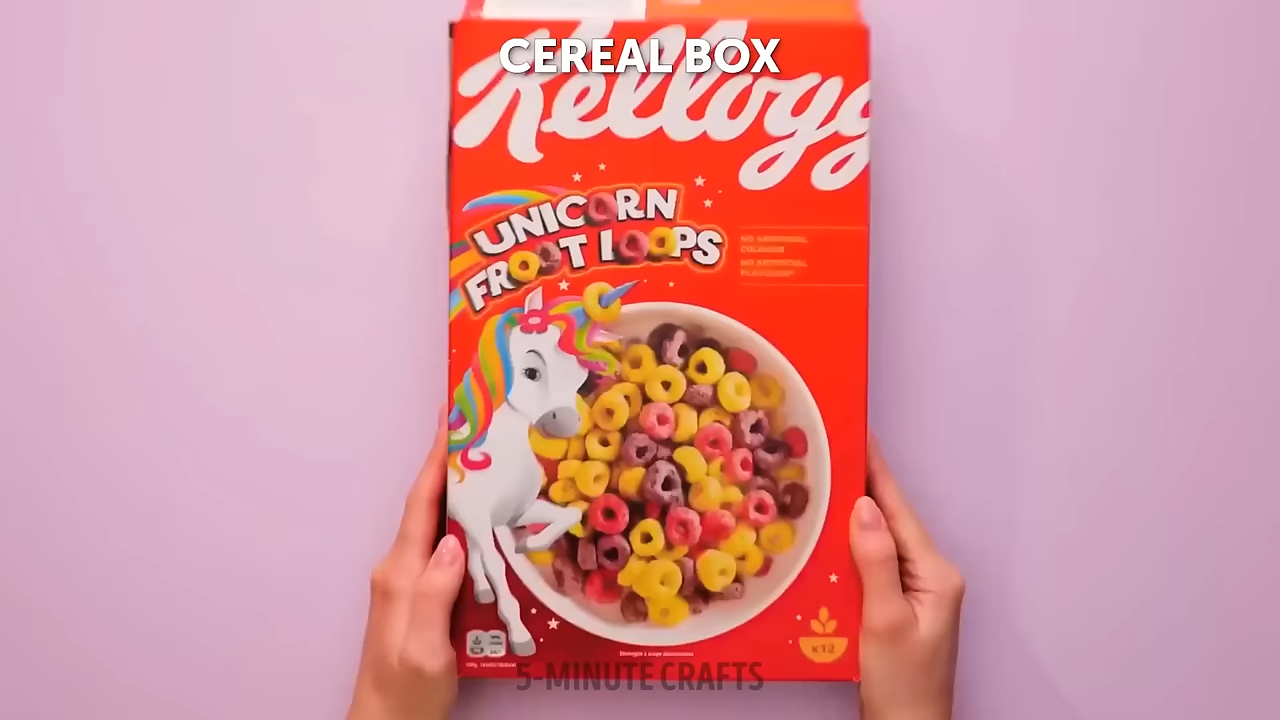 CEREAL BOX
Kellogg
UNICORN
FROOT LOOPS
NO ARTIFICIAL
COLOURS
NO ARTIFICIAL
FLAVOURS
x12
5-MINUTE CRAFTS